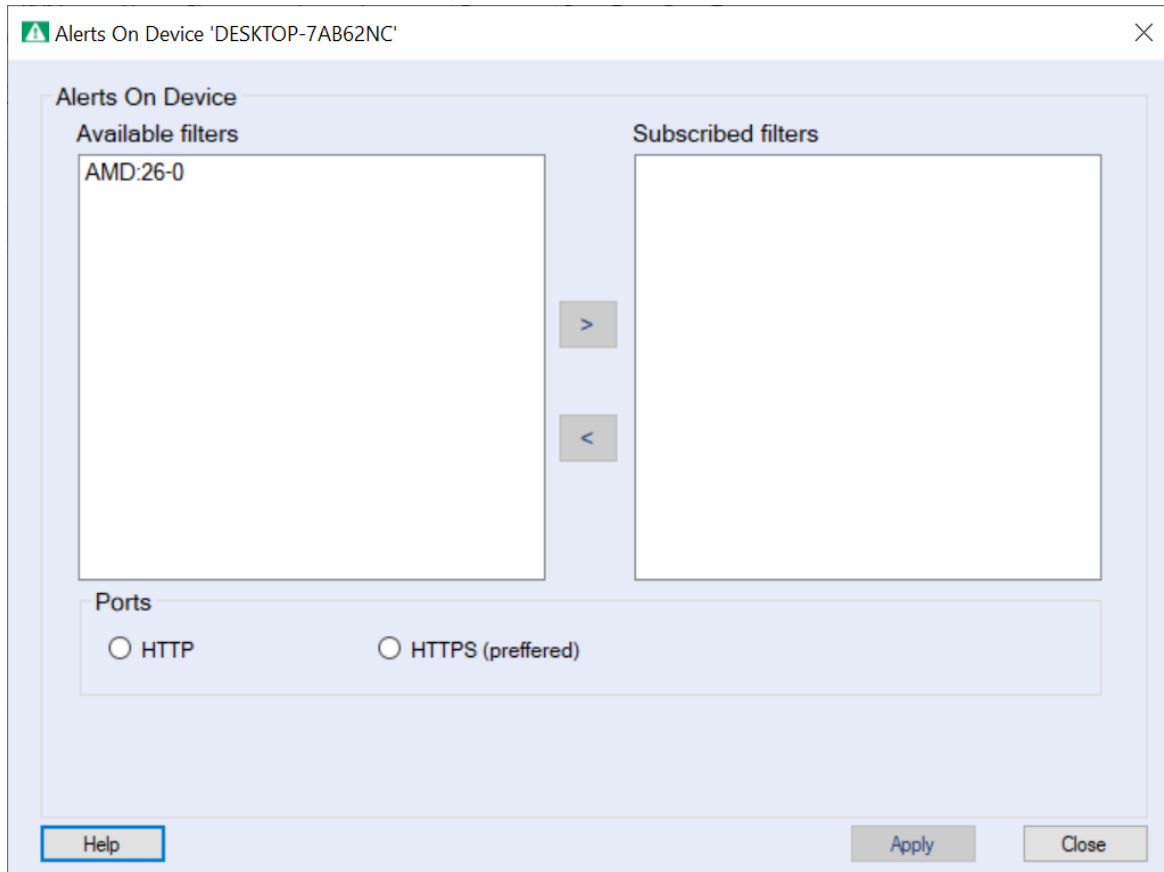 Alerts On Device 'DESKTOP-7AB62NC'
Alerts On Device
Available filters
Subscribed filters
AMD:26-0
>
<
Ports
HTTP
HTTPS (preffered)
Help
Apply
Close